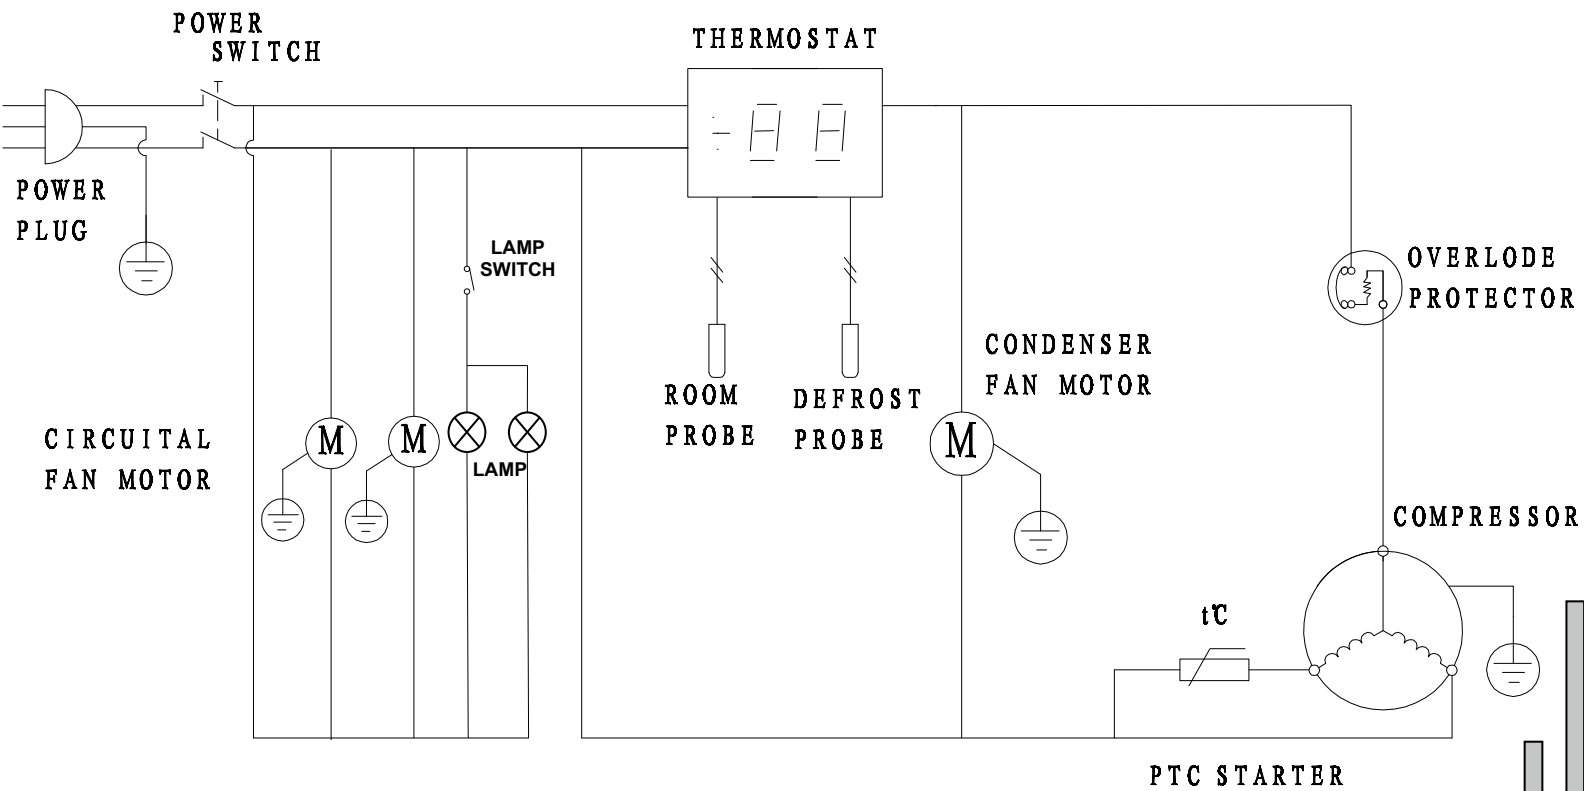 POWER
SWITCH
THERMOSTAT
POWER
PLUG
LAMP
SWITCH
OVERLODE
PROTECTOR
CONDENSER
FAN MOTOR
ROOM
PROBE
DEFROST
PROBE
CIRCUITAL
FAN MOTOR
M
M
LAMP
M
COMPRESSOR
t℃
PTC STARTER